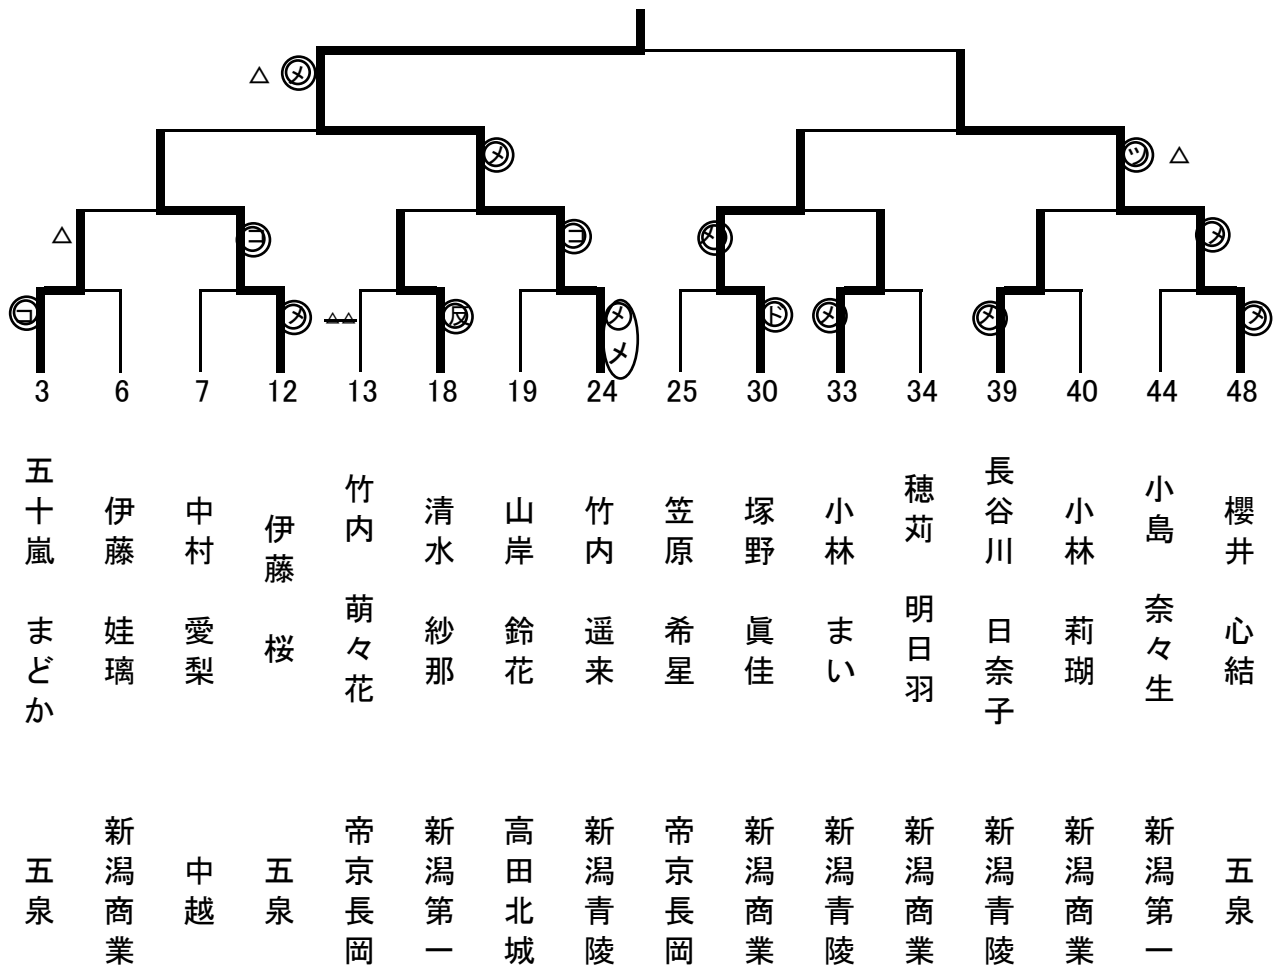 △ メ
メ
ツ △
△ コ
コ
メ
メ
コ
メ
△△ 反
メ
メ
ド
メ
メ
メ
3 6 7 12 13 18 19 24 25 30 33 34 39 40 44 48
五十嵐 まどか 五泉
伊藤 娃璃 新潟商業
中村 愛梨 中越
伊藤 桜 五泉
竹内 萌々花 帝京長岡
清水 紗那 新潟第一
山岸 鈴花 高田北城
竹内 遥来 新潟青陵
笠原 希星 帝京長岡
塚野 眞佳 新潟商業
小林 まい 新潟青陵
穂苅 明日羽 新潟商業
長谷川 日奈子 新潟青陵
小林 莉瑚 新潟商業
小島 奈々生 新潟第一
櫻井 心結 五泉